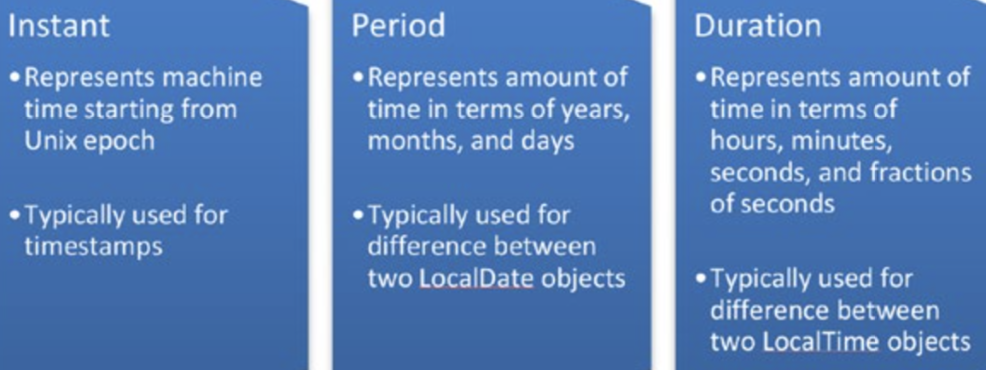 Instant
• Represents machine
time starting from
Unix epoch
• Typically used for
timestamps
Period
• Represents amount of
time in terms of years,
months, and days
• Typically used for
difference between
two LocalDate objects
Duration
• Represents amount of
time in terms of
hours, minutes,
seconds, and fractions
of seconds
• Typically used for
difference between
two LocalTime objects